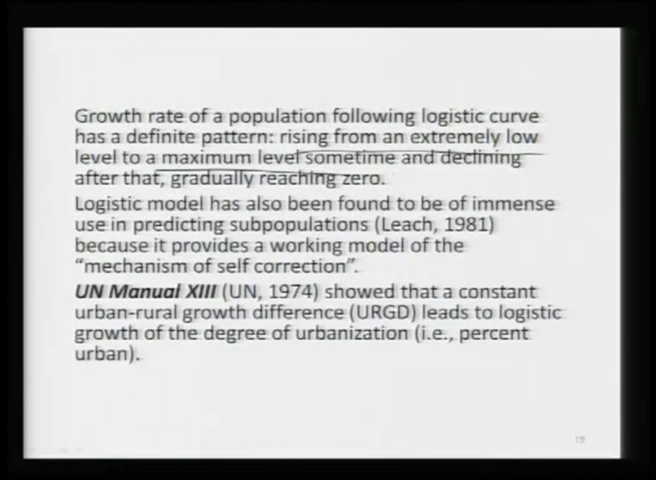 Growth rate of a population following logistic curve
has a definite pattern: rising from an extremely low
level to a maximum level sometime and declining
after that, gradually reaching zero.
Logistic model has also been found to be of immense
use in predicting subpopulations (Leach, 1981)
because it provides a working model of the
“mechanism of self correction”.
UN Manual XIII (UN, 1974) showed that a constant
urban-rural growth difference (URGD) leads to logistic
growth of the degree of urbanization (i.e., percent
urban).